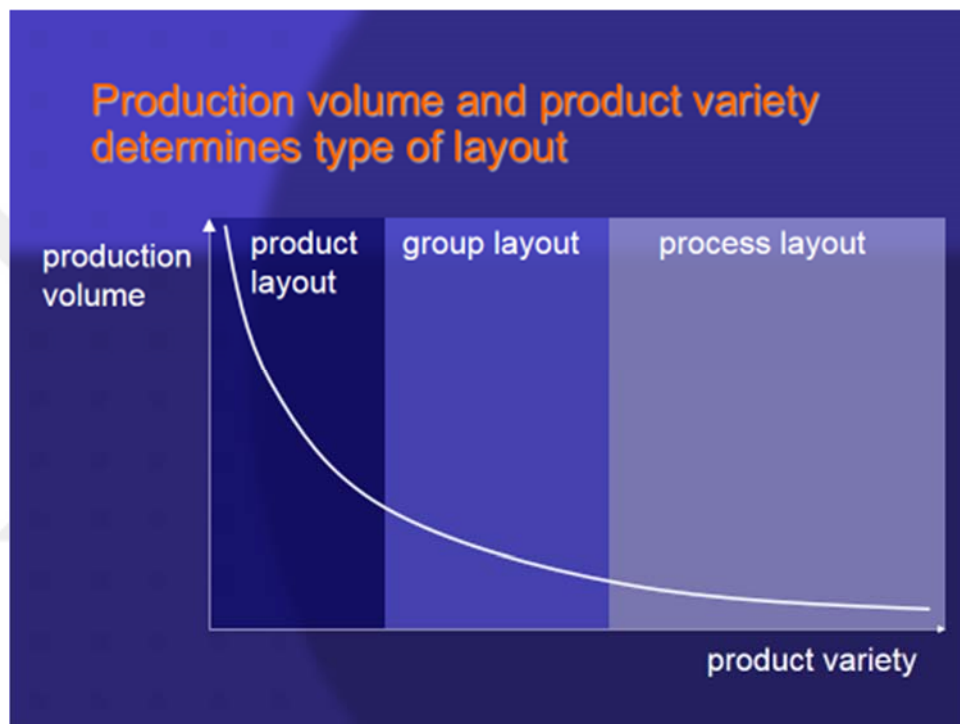 Production volume and product variety
determines type of layout
production
volume
product
layout
group layout
process layout
product variety